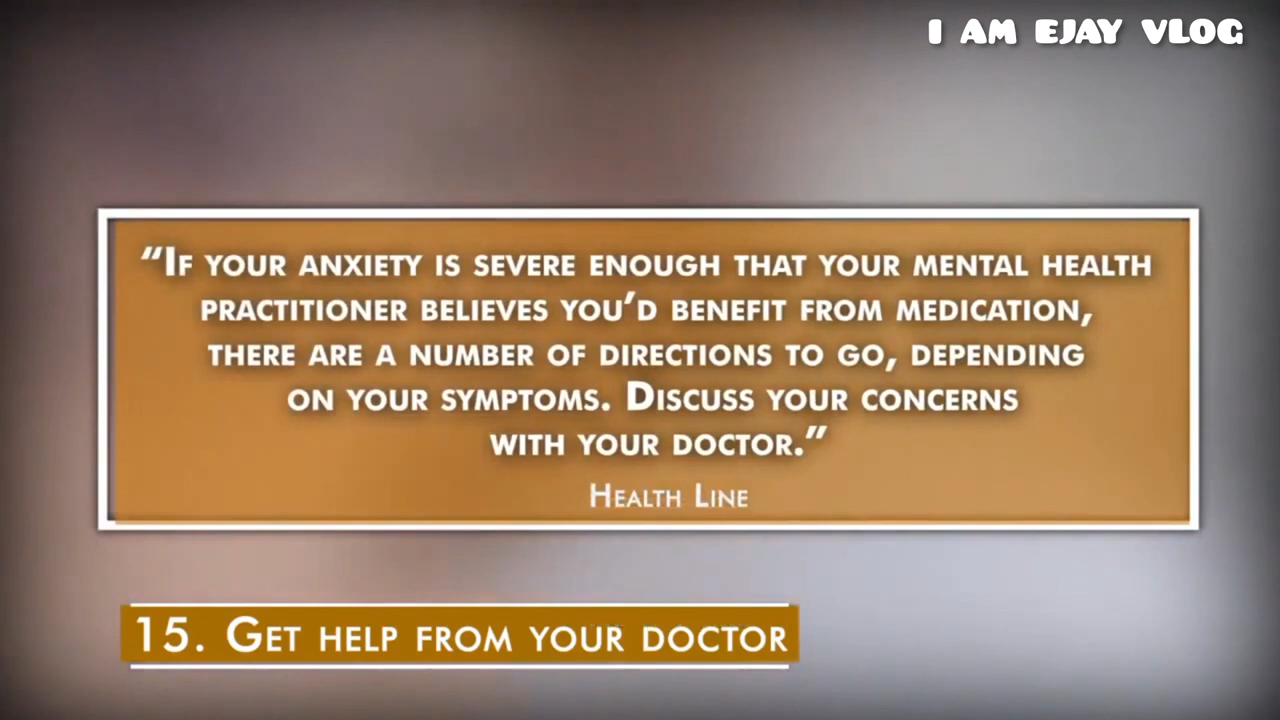 I AM EJAY VLOG
“IF YOUR ANXIETY IS SEVERE ENOUGH THAT YOUR MENTAL HEALTH
PRACTITIONER BELIEVES YOU’D BENEFIT FROM MEDICATION,
THERE ARE A NUMBER OF DIRECTIONS TO GO, DEPENDING
ON YOUR SYMPTOMS. DISCUSS YOUR CONCERNS
WITH YOUR DOCTOR.”
HEALTH LINE
15. GET HELP FROM YOUR DOCTOR